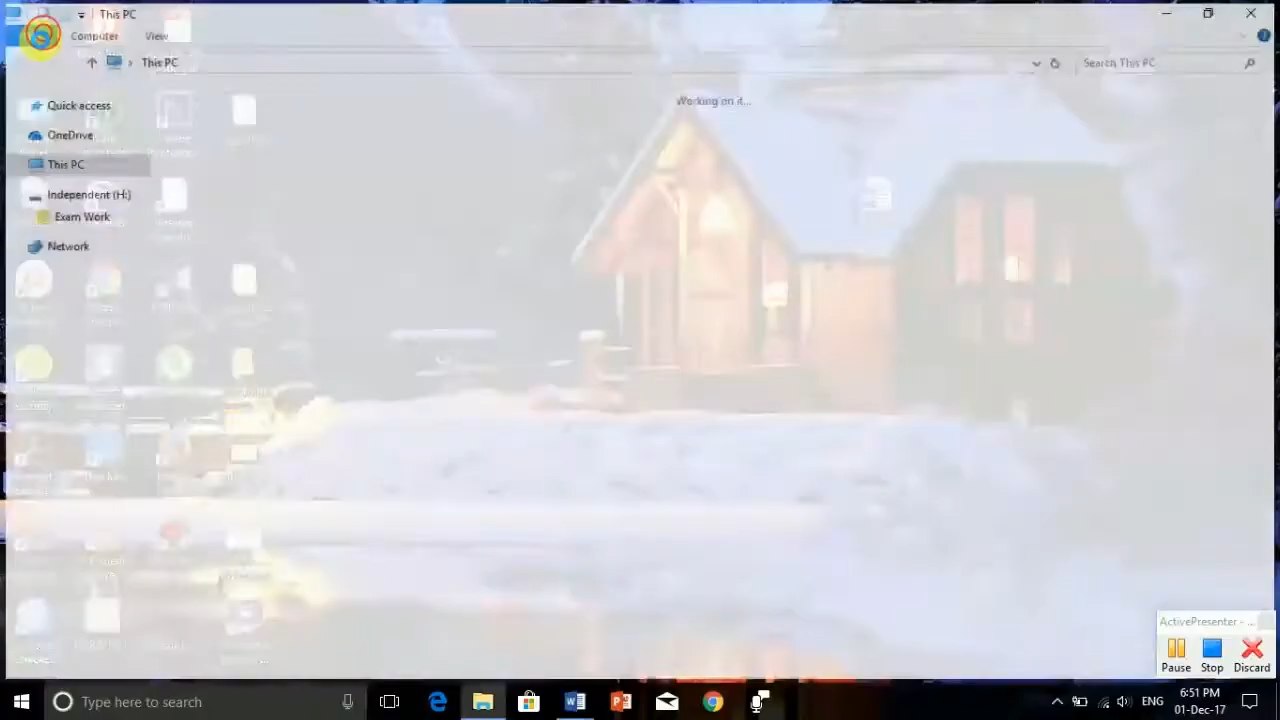 This PC
Computer View
This PC
Search This PC
Working on it...
Quick access
OneDrive
This PC
Independent (H:)
Exam Work
Network
ActivePresenter - ...
Pause Stop Discard
Type here to search
ENG
6:51 PM
01-Dec-17